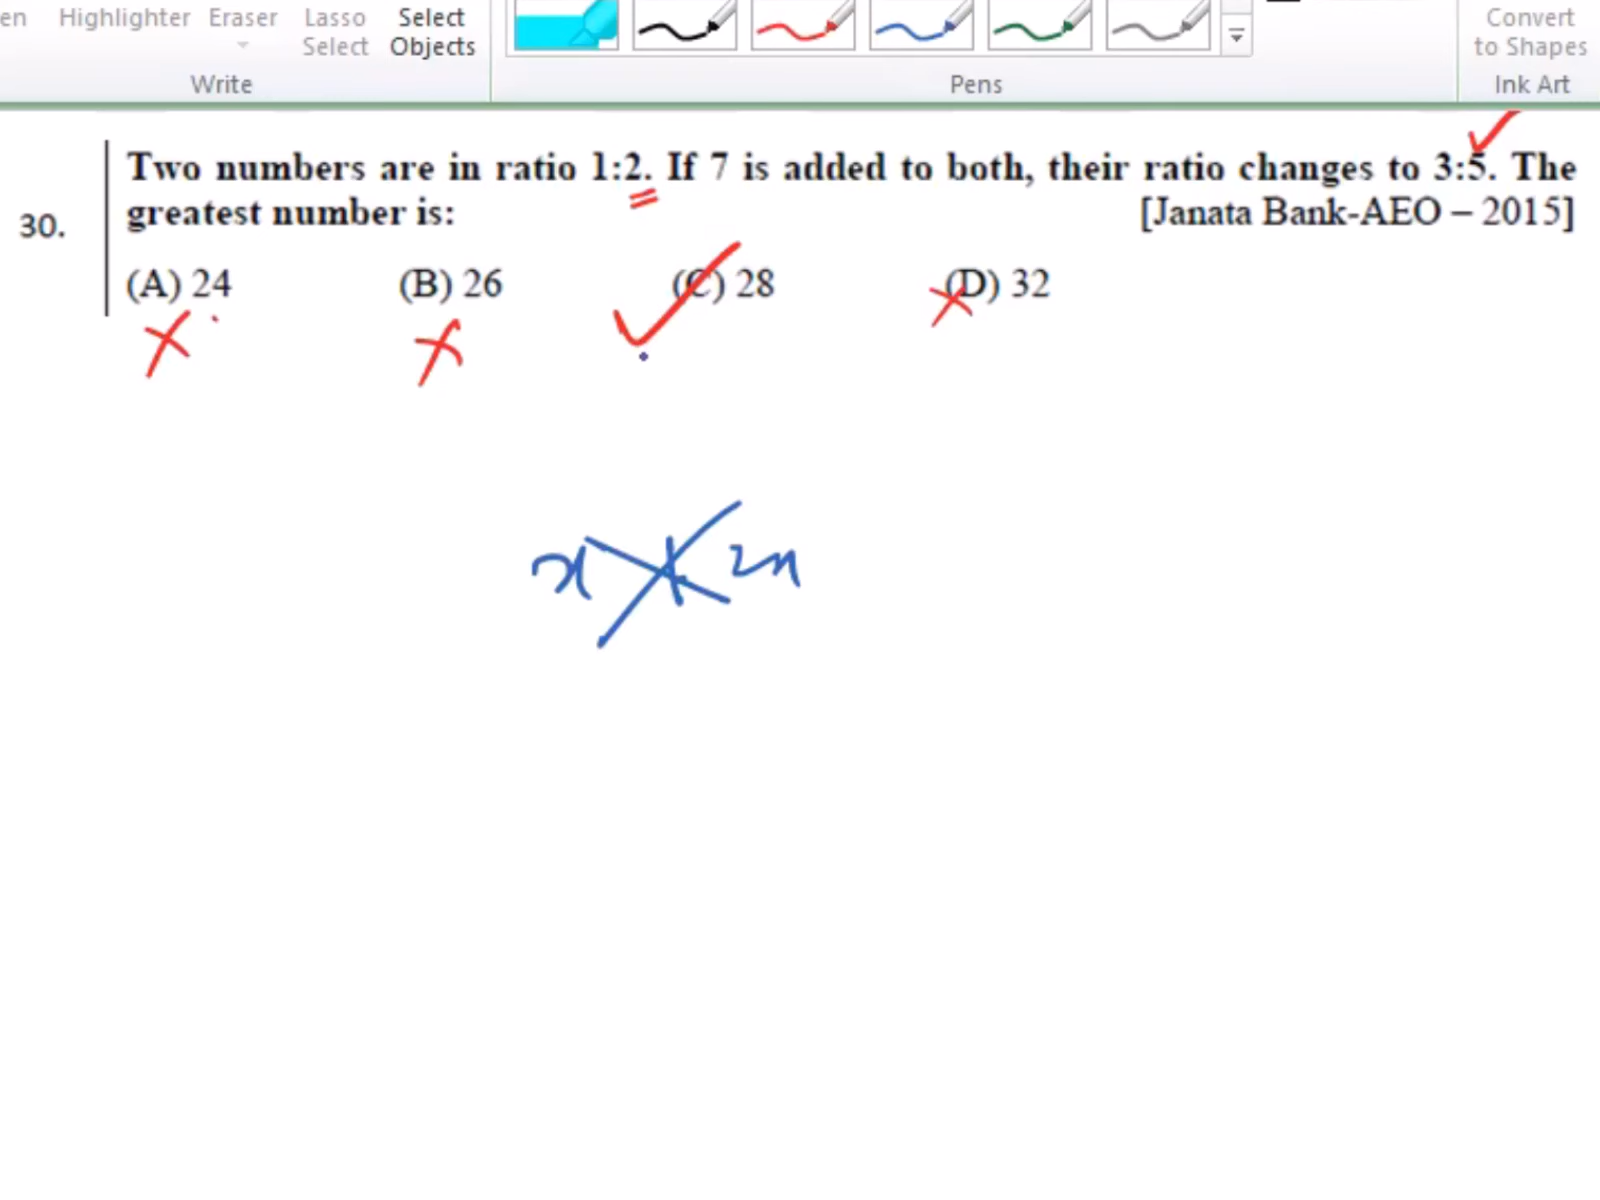 en Highlighter Eraser Lasso Select Select Objects
Convert to Shapes
Write Pens Ink Art
30. Two numbers are in ratio 1:2. If 7 is added to both, their ratio changes to 3:5. The
greatest number is: [Janata Bank-AEO – 2015]
(A) 24 (B) 26 (C) 28 (D) 32
x 2x